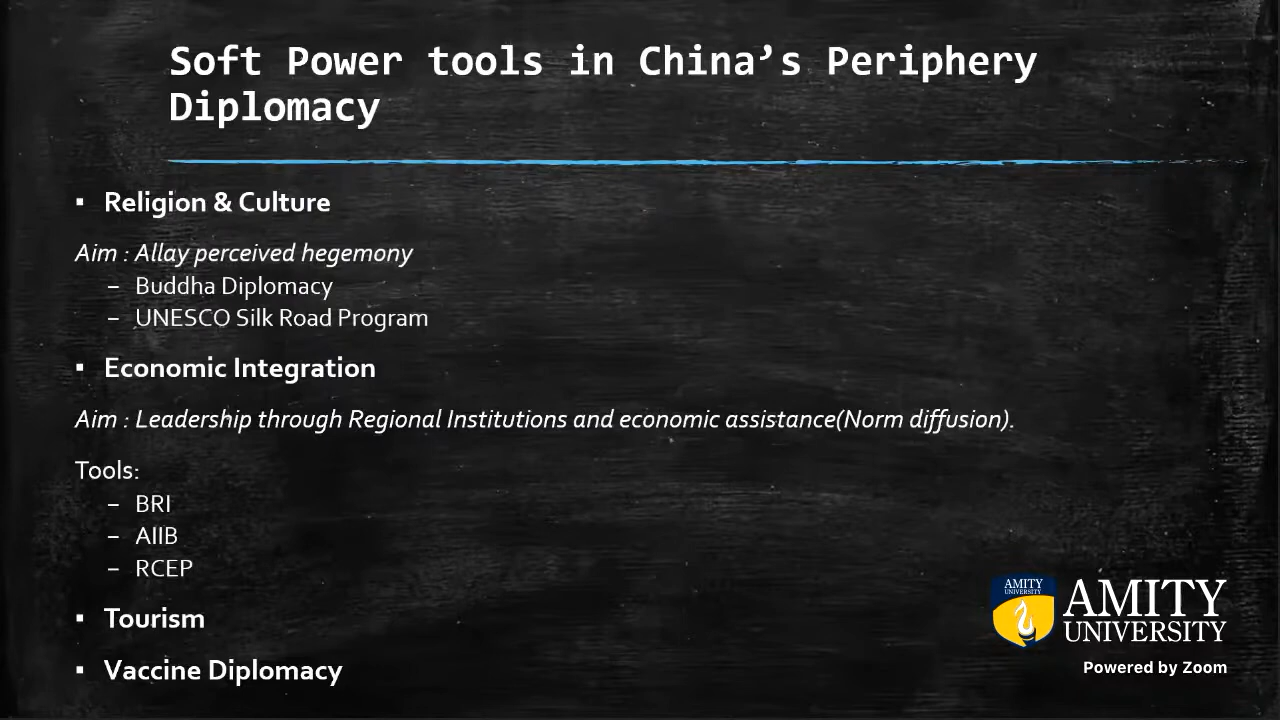 Soft Power tools in China’s Periphery
Diplomacy
▪ Religion & Culture
Aim : Allay perceived hegemony
– Buddha Diplomacy
– UNESCO Silk Road Program
▪ Economic Integration
Aim : Leadership through Regional Institutions and economic assistance(Norm diffusion).
Tools:
– BRI
– AIIB
– RCEP
▪ Tourism
▪ Vaccine Diplomacy
AMITY
UNIVERSITY
AMITY
UNIVERSITY
Powered by Zoom